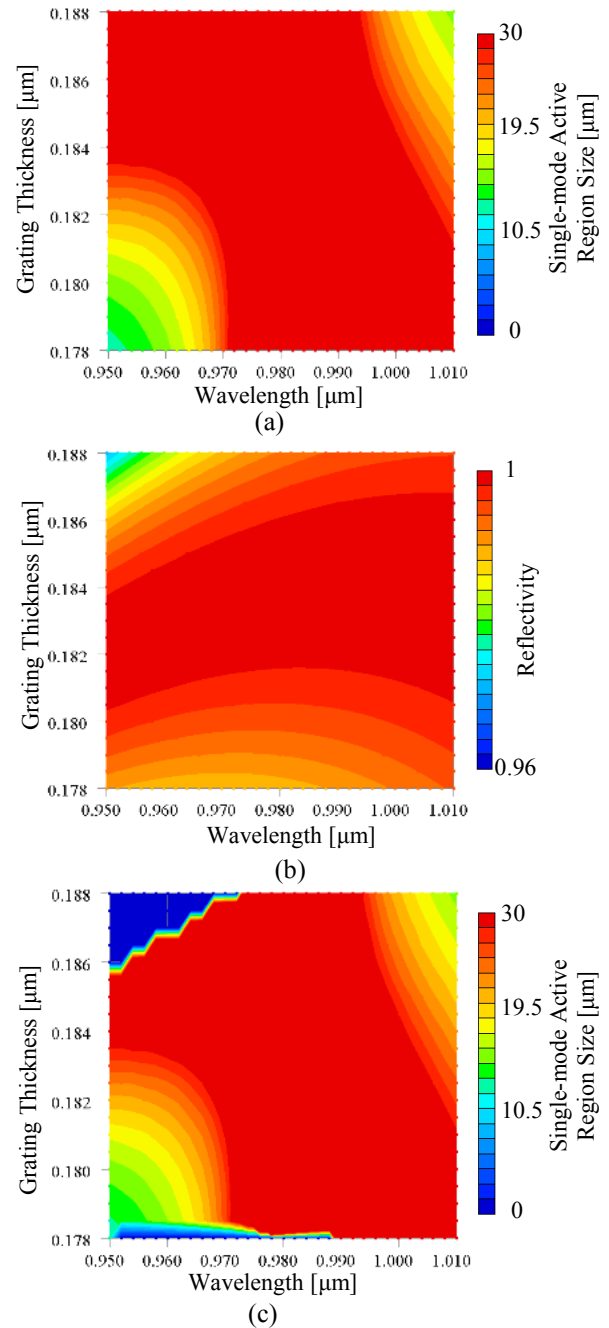 0.188
0.186
0.184
0.182
0.180
0.178
Grating Thickness [μm]
0.950 0.960 0.970 0.980 0.990 1.000 1.010
Wavelength [μm]
30
19.5
10.5
0
Single-mode Active
Region Size [μm]
(a)
0.188
0.186
0.184
0.182
0.180
0.178
Grating Thickness [μm]
0.950 0.960 0.970 0.980 0.990 1.000 1.010
Wavelength [μm]
1
0.96
Reflectivity
(b)
0.188
0.186
0.184
0.182
0.180
0.178
Grating Thickness [μm]
0.950 0.960 0.970 0.980 0.990 1.000 1.010
Wavelength [μm]
30
19.5
10.5
0
Single-mode Active
Region Size [μm]
(c)